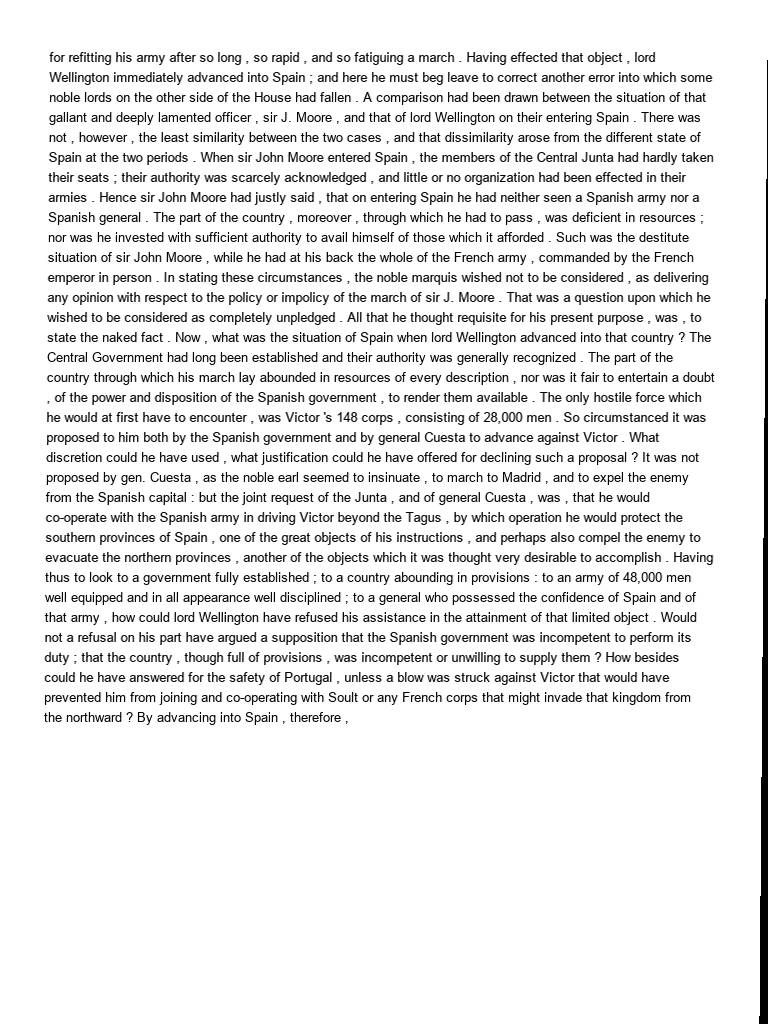 for refitting his army after so long , so rapid , and so fatiguing a march . Having effected that object , lord
Wellington immediately advanced into Spain ; and here he must beg leave to correct another error into which some
noble lords on the other side of the House had fallen . A comparison had been drawn between the situation of that
gallant and deeply lamented officer , sir J. Moore , and that of lord Wellington on their entering Spain . There was
not , however , the least similarity between the two cases , and that dissimilarity arose from the different state of
Spain at the two periods . When sir John Moore entered Spain , the members of the Central Junta had hardly taken
their seats ; their authority was scarcely acknowledged , and little or no organization had been effected in their
armies . Hence sir John Moore had justly said , that on entering Spain he had neither seen a Spanish army nor a
Spanish general . The part of the country , moreover , through which he had to pass , was deficient in resources ;
nor was he invested with sufficient authority to avail himself of those which it afforded . Such was the destitute
situation of sir John Moore , while he had at his back the whole of the French army , commanded by the French
emperor in person . In stating these circumstances , the noble marquis wished not to be considered , as delivering
any opinion with respect to the policy or impolicy of the march of sir J. Moore . That was a question upon which he
wished to be considered as completely unpledged . All that he thought requisite for his present purpose , was , to
state the naked fact . Now , what was the situation of Spain when lord Wellington advanced into that country ? The
Central Government had long been established and their authority was generally recognized . The part of the
country through which his march lay abounded in resources of every description , nor was it fair to entertain a doubt
, of the power and disposition of the Spanish government , to render them available . The only hostile force which
he would at first have to encounter , was Victor 's 148 corps , consisting of 28,000 men . So circumstanced it was
proposed to him both by the Spanish government and by general Cuesta to advance against Victor . What
discretion could he have used , what justification could he have offered for declining such a proposal ? It was not
proposed by gen. Cuesta , as the noble earl seemed to insinuate , to march to Madrid , and to expel the enemy
from the Spanish capital : but the joint request of the Junta , and of general Cuesta , was , that he would
co-operate with the Spanish army in driving Victor beyond the Tagus , by which operation he would protect the
southern provinces of Spain , one of the great objects of his instructions , and perhaps also compel the enemy to
evacuate the northern provinces , another of the objects which it was thought very desirable to accomplish . Having
thus to look to a government fully established ; to a country abounding in provisions : to an army of 48,000 men
well equipped and in all appearance well disciplined ; to a general who possessed the confidence of Spain and of
that army , how could lord Wellington have refused his assistance in the attainment of that limited object . Would
not a refusal on his part have argued a supposition that the Spanish government was incompetent to perform its
duty ; that the country , though full of provisions , was incompetent or unwilling to supply them ? How besides
could he have answered for the safety of Portugal , unless a blow was struck against Victor that would have
prevented him from joining and co-operating with Soult or any French corps that might invade that kingdom from
the northward ? By advancing into Spain , therefore ,